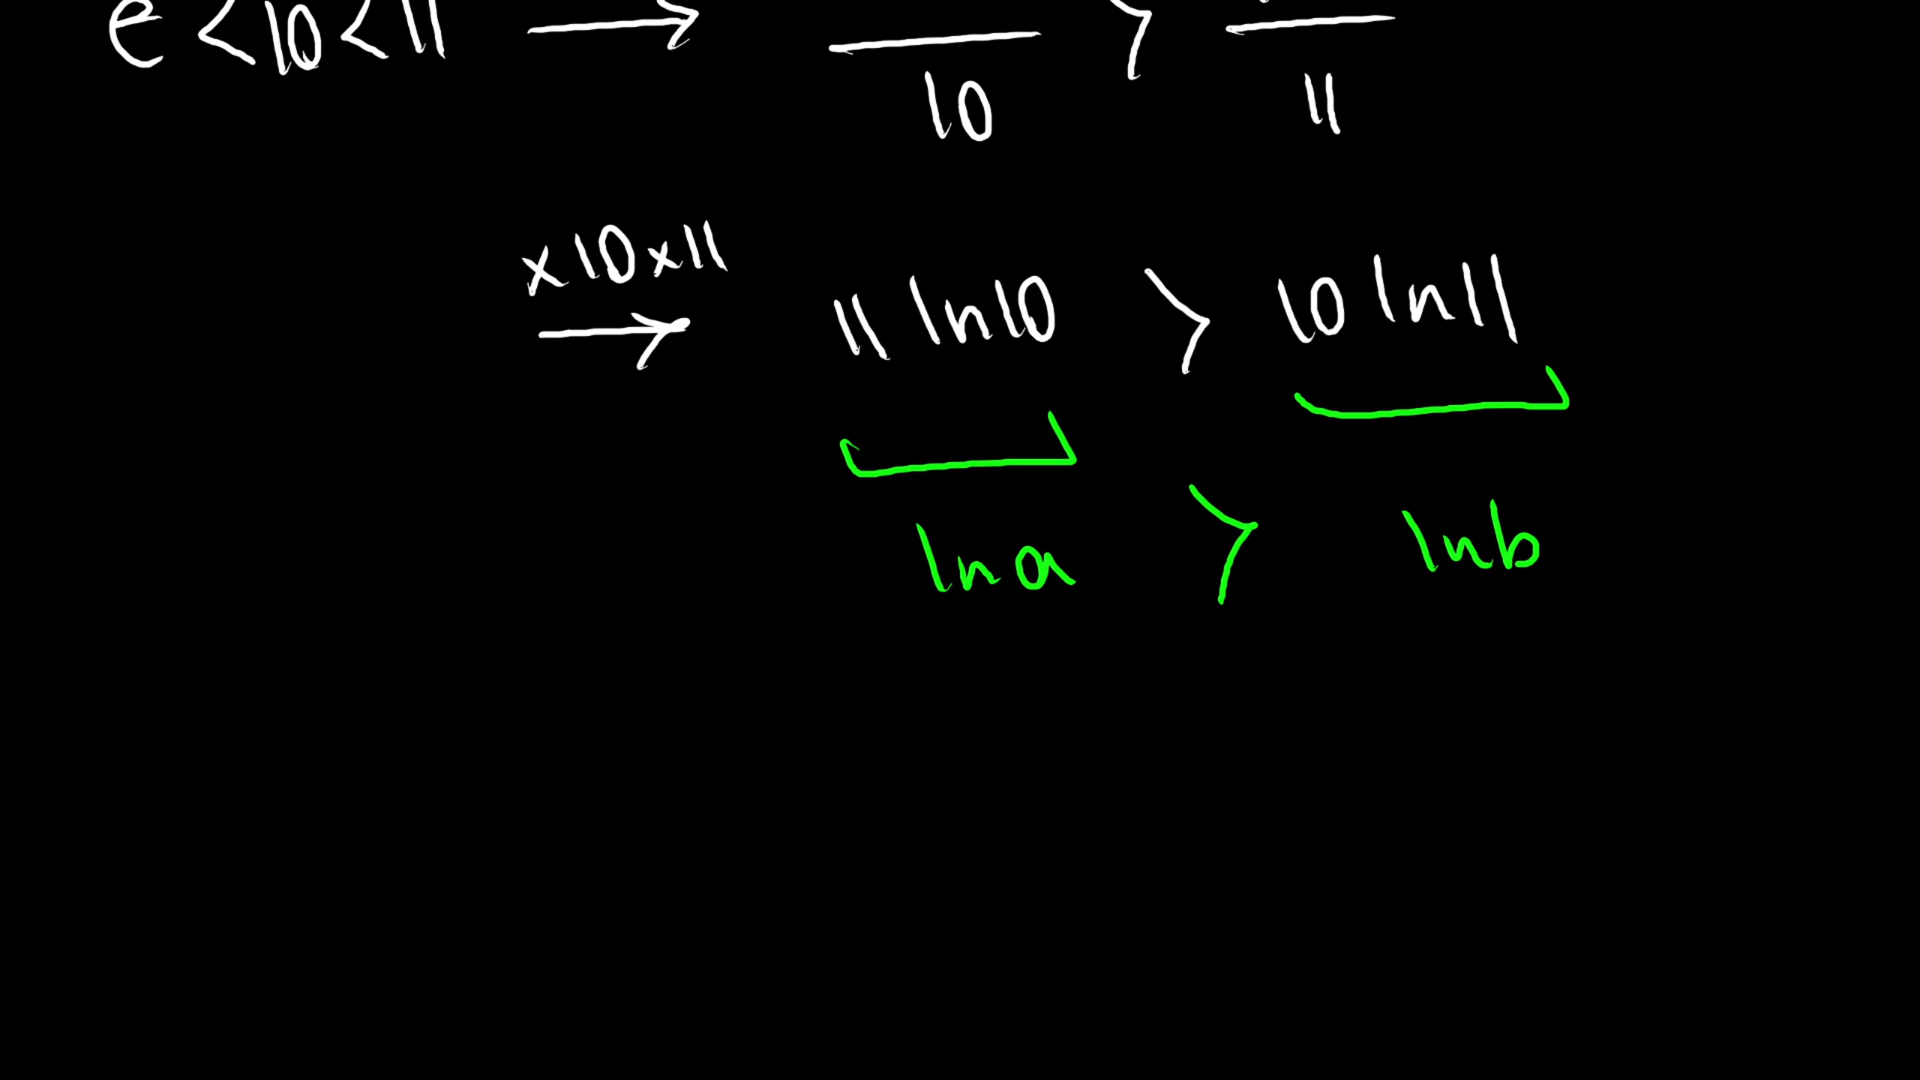 e < 10 < 11 → 10 > 11
×10×11
→ 11 ln10 > 10 ln11
ln a > ln b